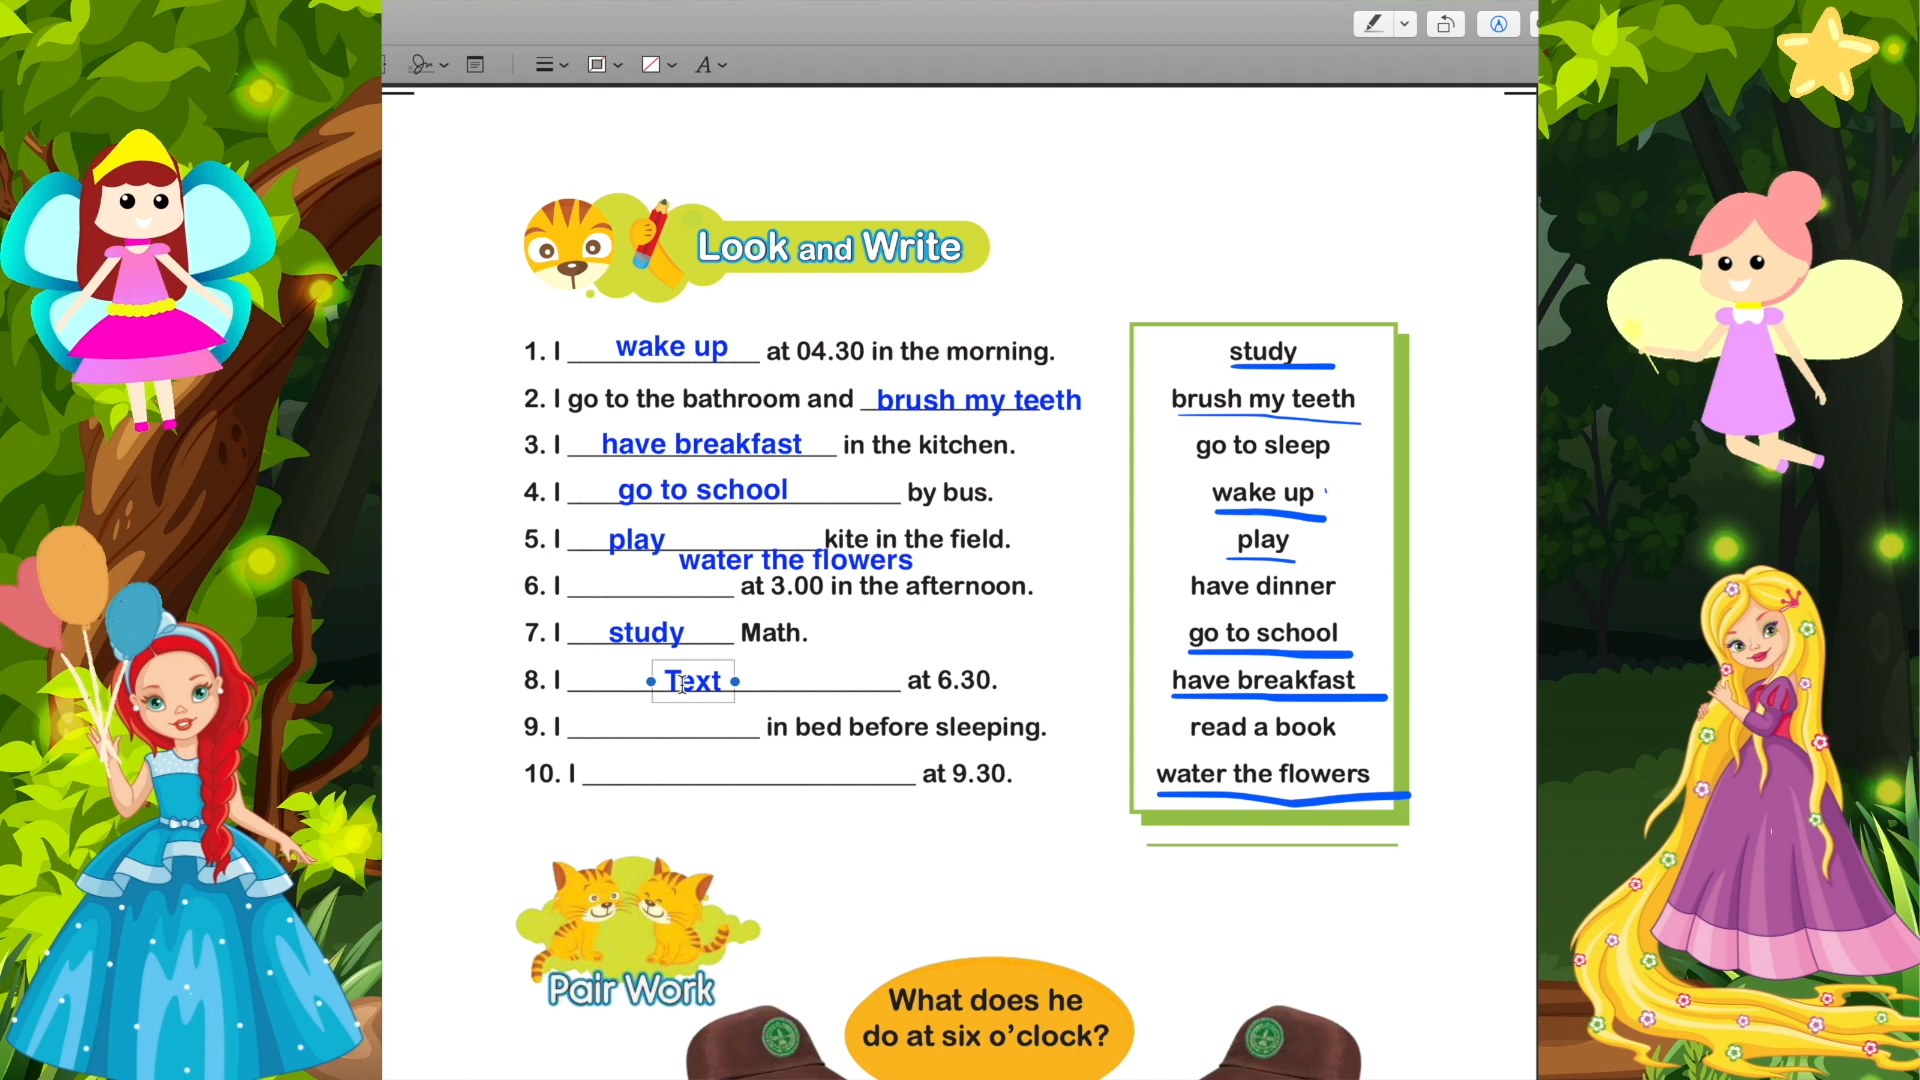 Look and Write
1. I wake up at 04.30 in the morning.
2. I go to the bathroom and brush my teeth
3. I have breakfast in the kitchen.
4. I go to school by bus.
5. I play kite in the field.
water the flowers
6. I ____________ at 3.00 in the afternoon.
7. I study Math.
8. I Text at 6.30.
9. I ______________ in bed before sleeping.
10. I ________________________ at 9.30.
study
brush my teeth
go to sleep
wake up
play
have dinner
go to school
have breakfast
read a book
water the flowers
Pair Work
What does he
do at six o’clock?